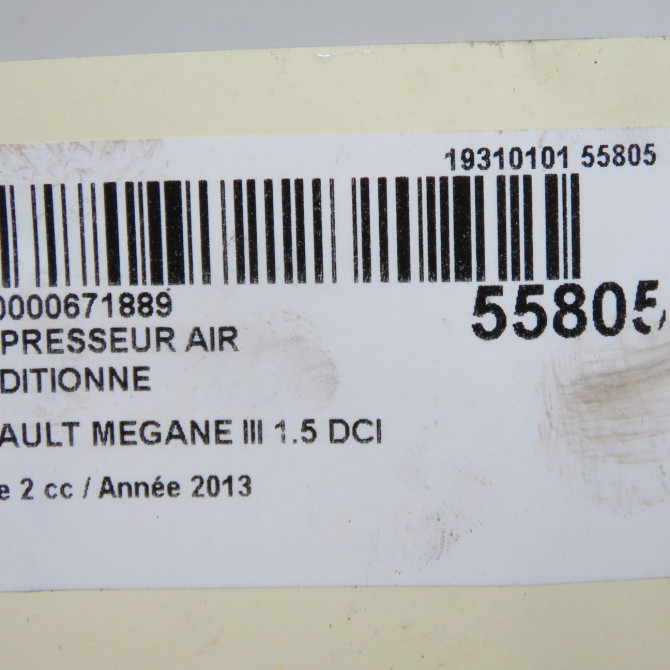 19310101 55805
0000671889
55805
PRESSEUR AIR
DITIONNE
AULT MEGANE III 1.5 DCI
e 2 cc / Année 2013